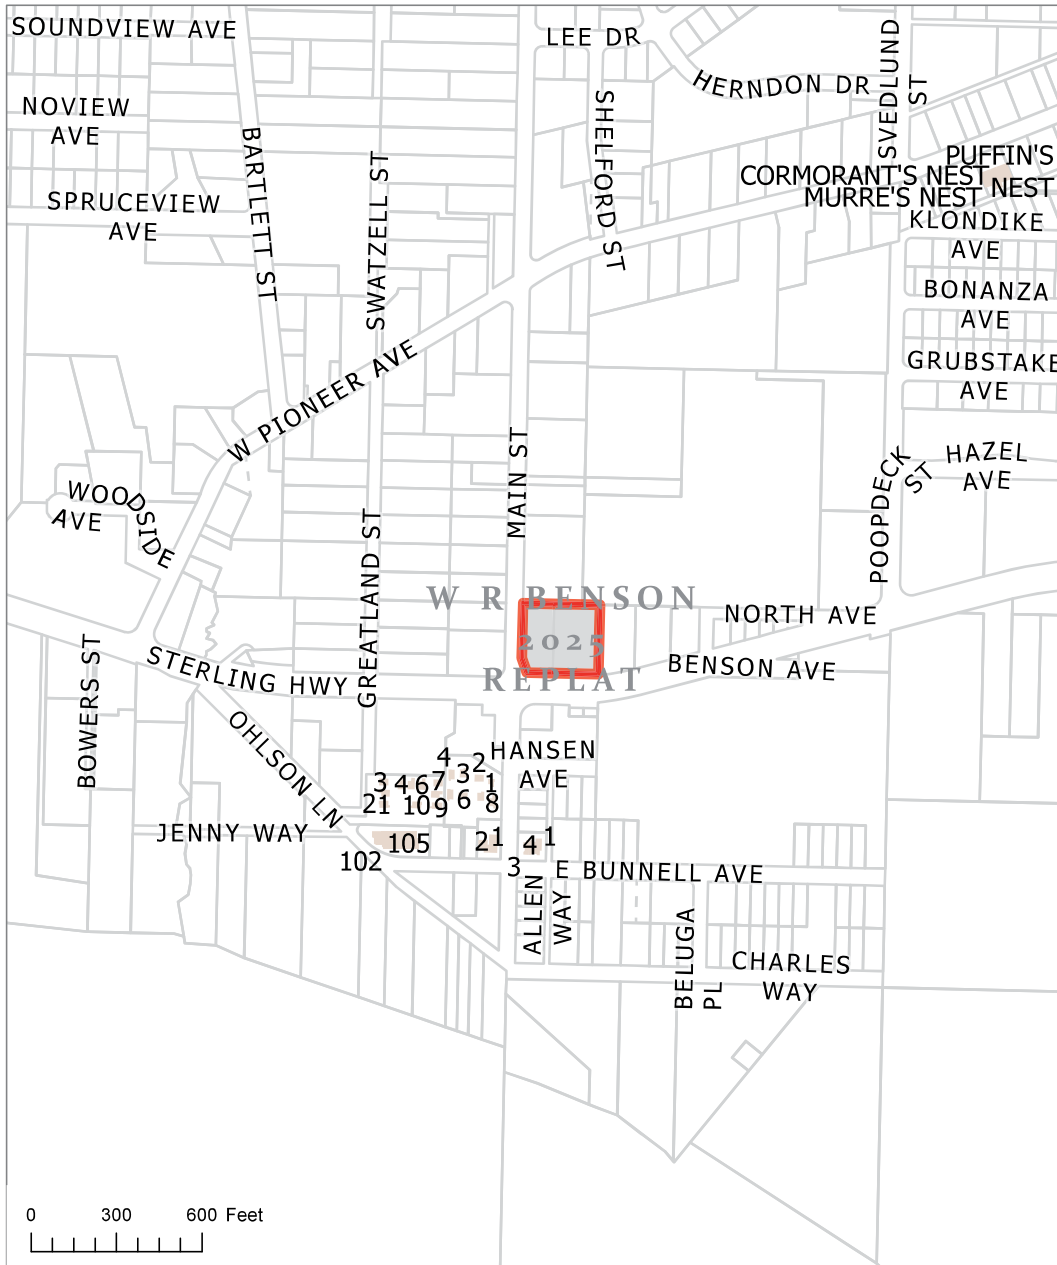 SOUNDVIEW AVE
LEE DR
HERNDON DR
SVEDLUND
ST
NOVIEW
AVE
BARTLETT ST
SHELFORD ST
SWATZELL ST
PUFFIN'S
NEST
CORMORANT'S NEST
MURRE'S NEST
SPRUCEVIEW
AVE
KLONDIKE
AVE
BONANZA
AVE
GRUBSTAKE
AVE
W PIONEER AVE
MAIN ST
HAZEL
AVE
POOPDECK
ST
WOODSIDE
AVE
GREATLAND ST
W R BENSON
2025
REPLAT
NORTH AVE
BENSON AVE
BOWERS ST
STERLING HWY
OHLSON LN
HANSEN
AVE
4
2
3
3
4
6
7
1
21
10
9
6
8
JENNY WAY
105
2
1
4
1
102
3
E BUNNELL AVE
ALLEN
WAY
BELUGA
PL
CHARLES
WAY
0 300 600 Feet